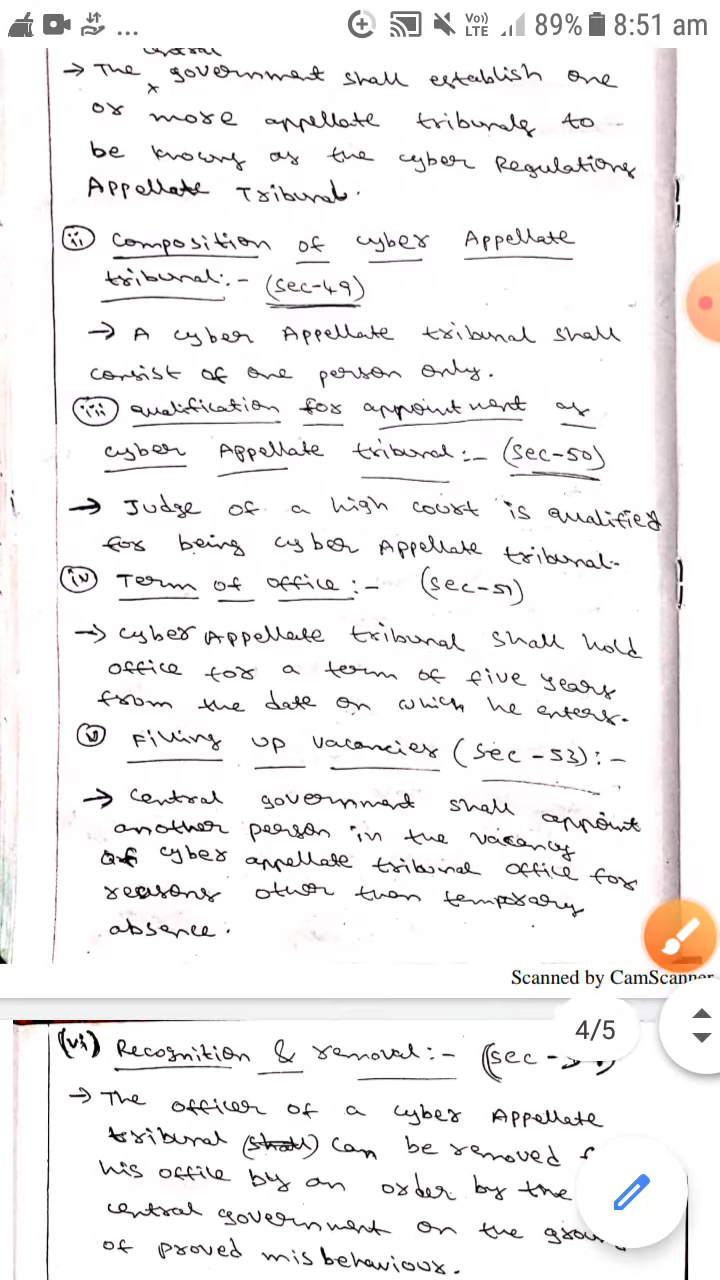 Vo))
LTE
89% 8:51 am
central
→ The government shall establish one
x
or more appellate tribunals to
be known as the cyber Regulations
Appellate Tribunal.
(ii) Composition of cyber Appellate
tribunal:- (Sec-49)
→ A cyber Appellate tribunal shall
consist of one person only.
(iii) qualification for appointment as
cyber Appellate tribunal:- (Sec-50)
→ Judge of a high court is qualified
for being cyber Appellate tribunal.
(iv) Term of office:- (Sec-51)
→ cyber Appellate tribunal shall hold
office for a term of five years
from the date on which he enters.
(v) Filling up vacancies (Sec-53):-
→ Central government shall appoint
another person in the vacancy
of cyber appellate tribunal office for
reasons other than temporary
absence.
Scanned by CamScanner
4/5
(vi) Recognition & removal:- (Sec-
→ The officer of a cyber Appellate
tribunal (shall) can be removed
his office by an order by the
central government on the
of proved misbehaviour.